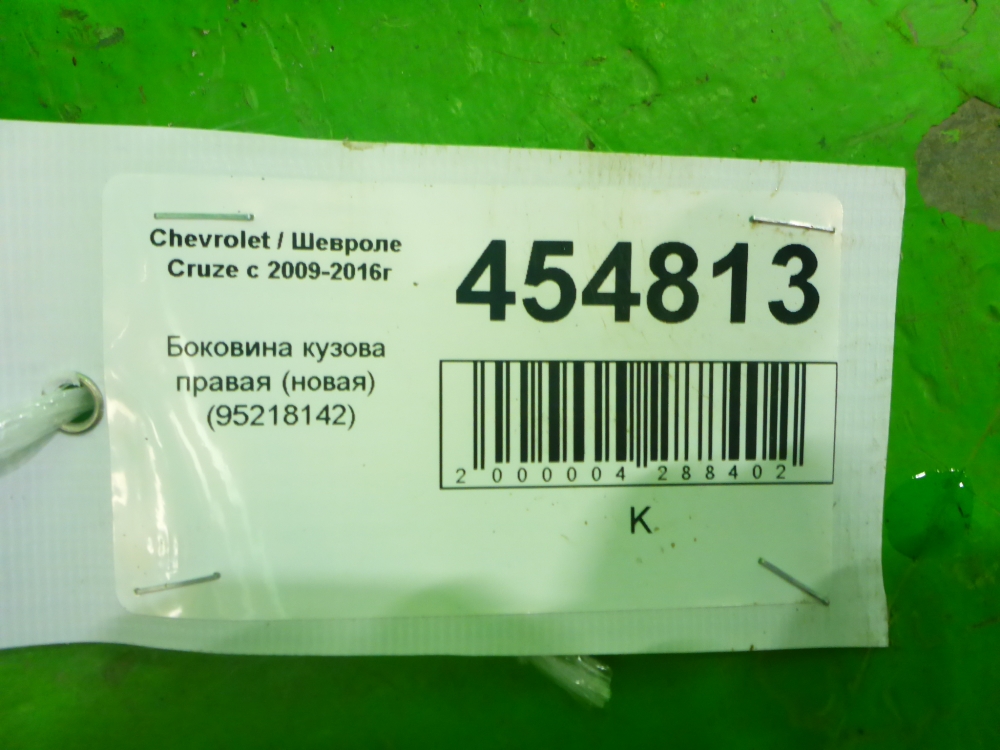 Chevrolet / Шевроле
Cruze с 2009-2016г
Боковина кузова
правая (новая)
(95218142)
454813
2 000004 288402
K